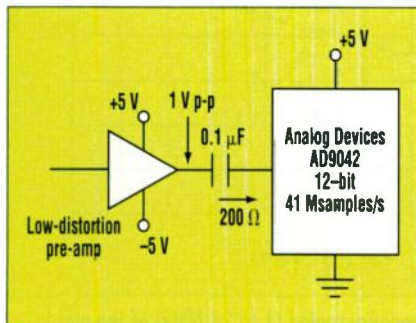 +5 V
+5 V
1 V p-p
0.1 µF
Analog Devices
AD9042
12–bit
41 Msamples/s
200 Ω
Low-distortion
pre-amp
–5 V